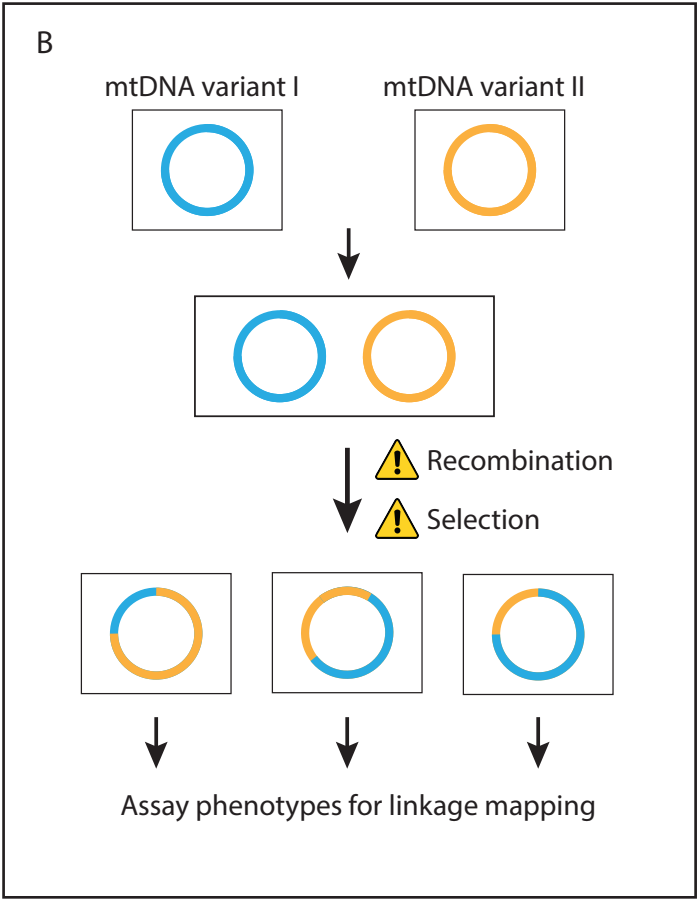 B
mtDNA variant I
mtDNA variant II
Recombination
Selection
Assay phenotypes for linkage mapping